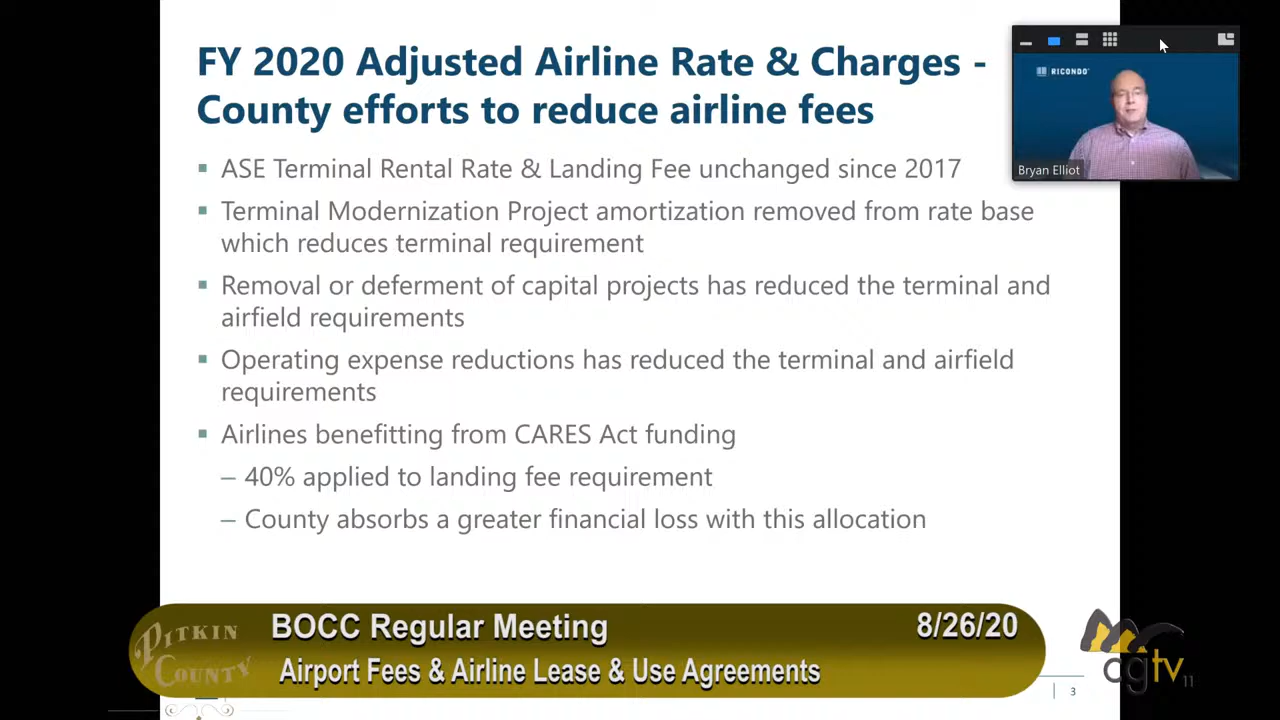 FY 2020 Adjusted Airline Rate & Charges -
County efforts to reduce airline fees
▪ ASE Terminal Rental Rate & Landing Fee unchanged since 2017
▪ Terminal Modernization Project amortization removed from rate base
which reduces terminal requirement
▪ Removal or deferment of capital projects has reduced the terminal and
airfield requirements
▪ Operating expense reductions has reduced the terminal and airfield
requirements
▪ Airlines benefitting from CARES Act funding
– 40% applied to landing fee requirement
– County absorbs a greater financial loss with this allocation
RICONDO
Bryan Elliot
PITKIN
COUNTY
BOCC Regular Meeting
8/26/20
Airport Fees & Airline Lease & Use Agreements
3
cgtv11